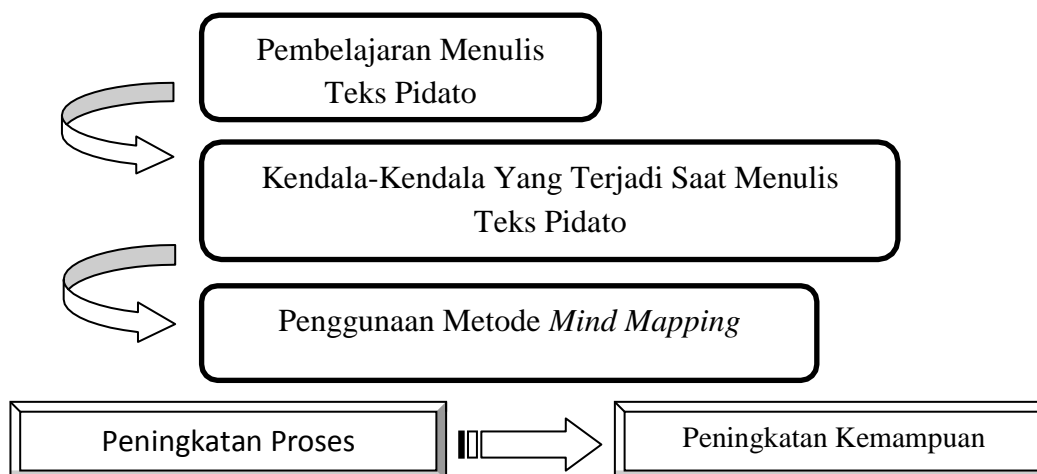 Pembelajaran Menulis
Teks Pidato
Kendala-Kendala Yang Terjadi Saat Menulis
Teks Pidato
Penggunaan Metode Mind Mapping
Peningkatan Proses
Peningkatan Kemampuan